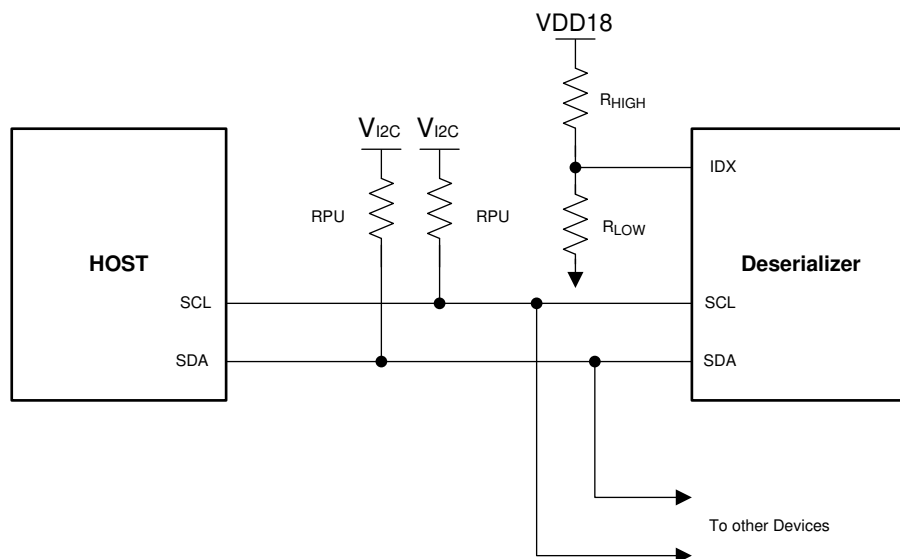 VDD18
RHIGH
VI2C VI2C
IDX
RPU RPU
RLOW
HOST
Deserializer
SCL SCL
SDA SDA
To other Devices